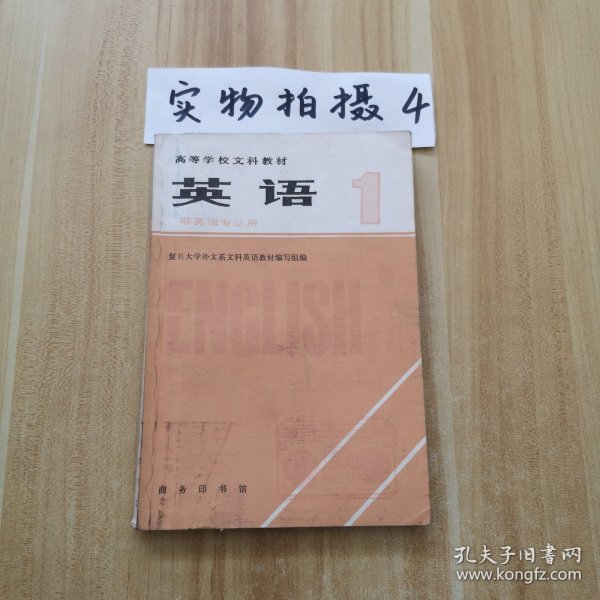 实物拍摄4
高等学校文科教材
英语 1
非英语专业用
复旦大学外文系文科英语教材编写组编
ENGLISH
商务印书馆
孔夫子旧书网
www.kongfz.com